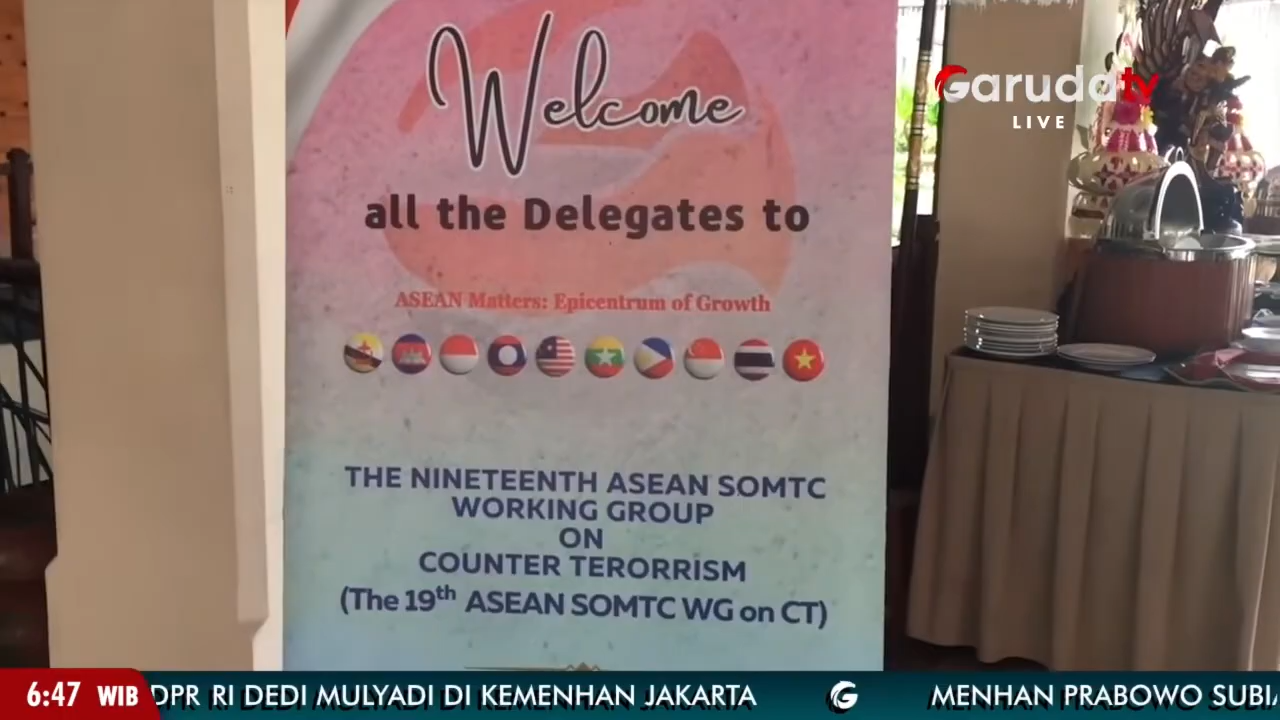 Welcome
all the Delegates to
ASEAN Matters: Epicentrum of Growth
THE NINETEENTH ASEAN SOMTC
WORKING GROUP
ON
COUNTER TERORRISM
(The 19th ASEAN SOMTC WG on CT)
Garudatv
LIVE
6:47 WIB DPR RI DEDI MULYADI DI KEMENHAN JAKARTA MENHAN PRABOWO SUBIA